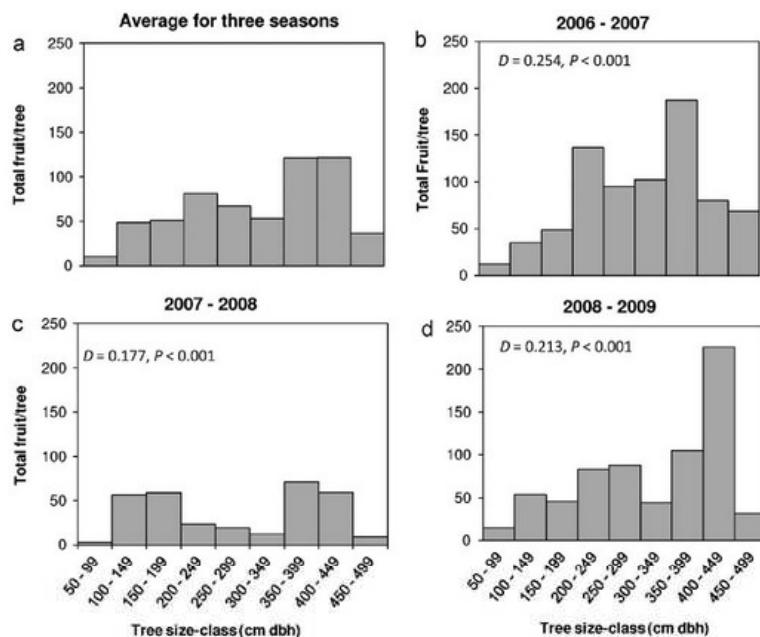 a
Average for three seasons
250
200
150
100
50
0
Total fruit/tree
b
2006 - 2007
D = 0.254, P < 0.001
250
200
150
100
50
0
Total Fruit/tree
c
2007 - 2008
D = 0.177, P < 0.001
250
200
150
100
50
0
Total fruit/tree
50 - 99
100 - 149
150 - 199
200 - 249
250 - 299
300 - 349
350 - 399
400 - 449
450 - 499
Tree size-class (cm dbh)
d
2008 - 2009
D = 0.213, P < 0.001
250
200
150
100
50
0
50 - 99
100 - 149
150 - 199
200 - 249
250 - 299
300 - 349
350 - 399
400 - 449
450 - 499
Tree size-class (cm dbh)